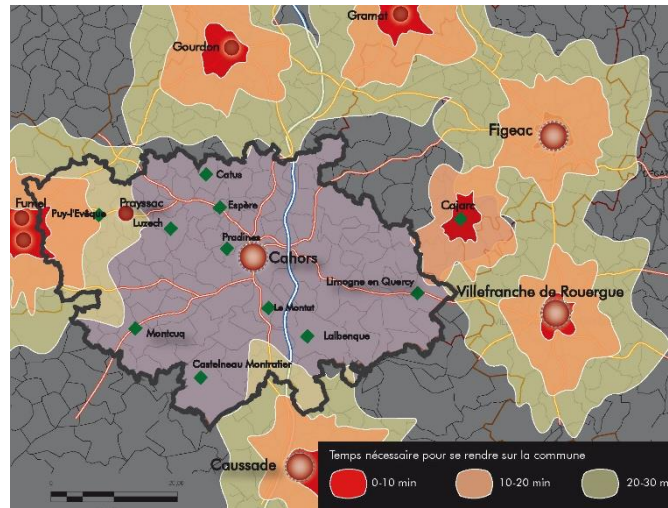 Gramat
Gourdon
Figeac
Catus
Fumel
Puy-l'Evêque
Prayssac
Espère
Cajarc
Luzech
Pradines
Cahors
Limogne en Quercy
Villefranche de Rouergue
Le Montat
Montcuq
Lalbenque
Castelneau Montratier
Caussade
Temps nécessaire pour se rendre sur la commune
0-10 min
10-20 min
20-30 m